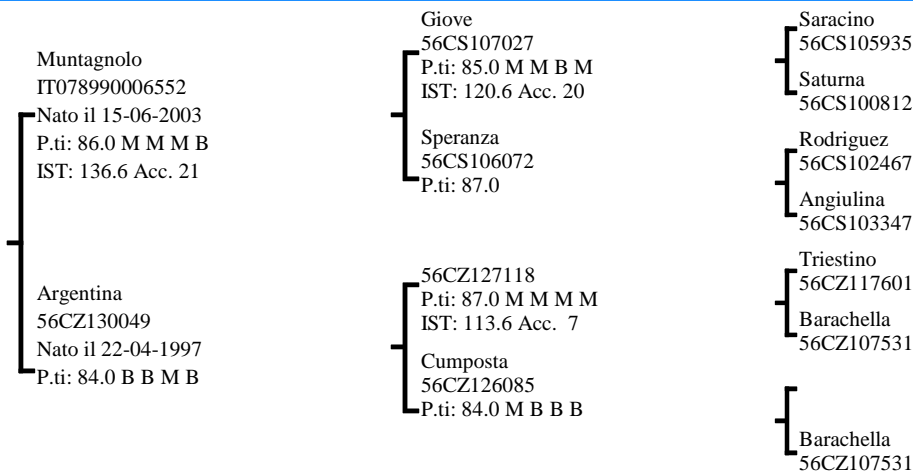 Muntagnolo
IT078990006552
Nato il 15-06-2003
P.ti: 86.0 M M M B
IST: 136.6 Acc. 21
Argentina
56CZ130049
Nato il 22-04-1997
P.ti: 84.0 B B M B
Giove
56CS107027
P.ti: 85.0 M M B M
IST: 120.6 Acc. 20
Speranza
56CS106072
P.ti: 87.0
56CZ127118
P.ti: 87.0 M M M M
IST: 113.6 Acc. 7
Cumposta
56CZ126085
P.ti: 84.0 M B B B
Saracino
56CS105935
Saturna
56CS100812
Rodriguez
56CS102467
Angiulina
56CS103347
Triestino
56CZ117601
Barachella
56CZ107531
Barachella
56CZ107531